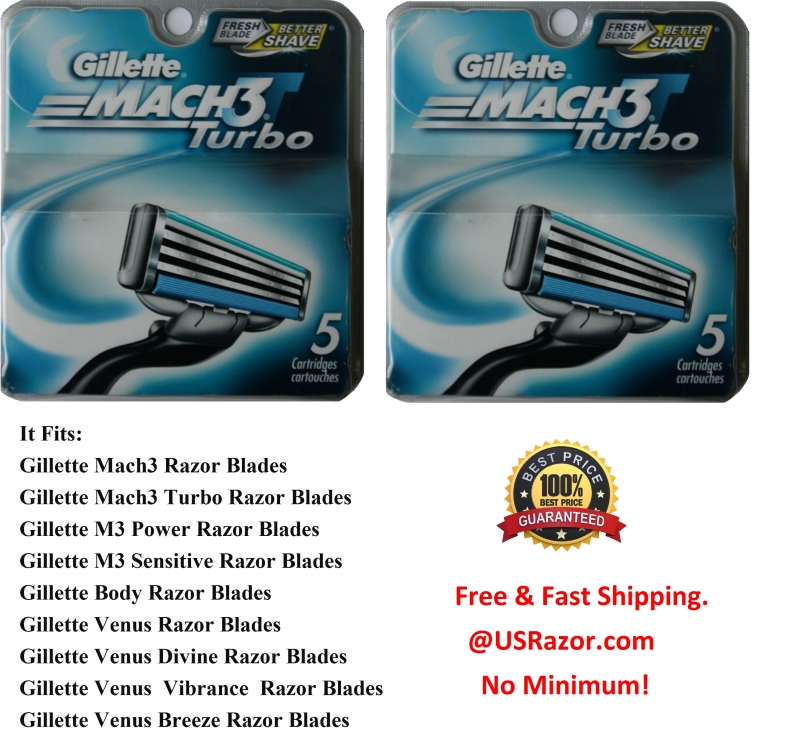 FRESH BLADE BETTER SHAVE
Gillette®
MACH3®
Turbo
5
Cartridges
cartouches
FRESH BLADE BETTER SHAVE
Gillette®
MACH3®
Turbo
5
Cartridges
cartouches
It Fits:
Gillette Mach3 Razor Blades
Gillette Mach3 Turbo Razor Blades
Gillette M3 Power Razor Blades
Gillette M3 Sensitive Razor Blades
Gillette Body Razor Blades
Gillette Venus Razor Blades
Gillette Venus Divine Razor Blades
Gillette Venus  Vibrance  Razor Blades
Gillette Venus Breeze Razor Blades
BEST PRICE
100%
BEST PRICE
GUARANTEED
Free & Fast Shipping.
@USRazor.com
No Minimum!